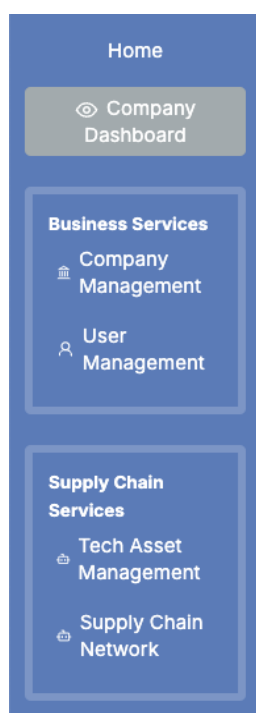 Home
Company
Dashboard
Business Services
Company
Management
User
Management
Supply Chain
Services
Tech Asset
Management
Supply Chain
Network